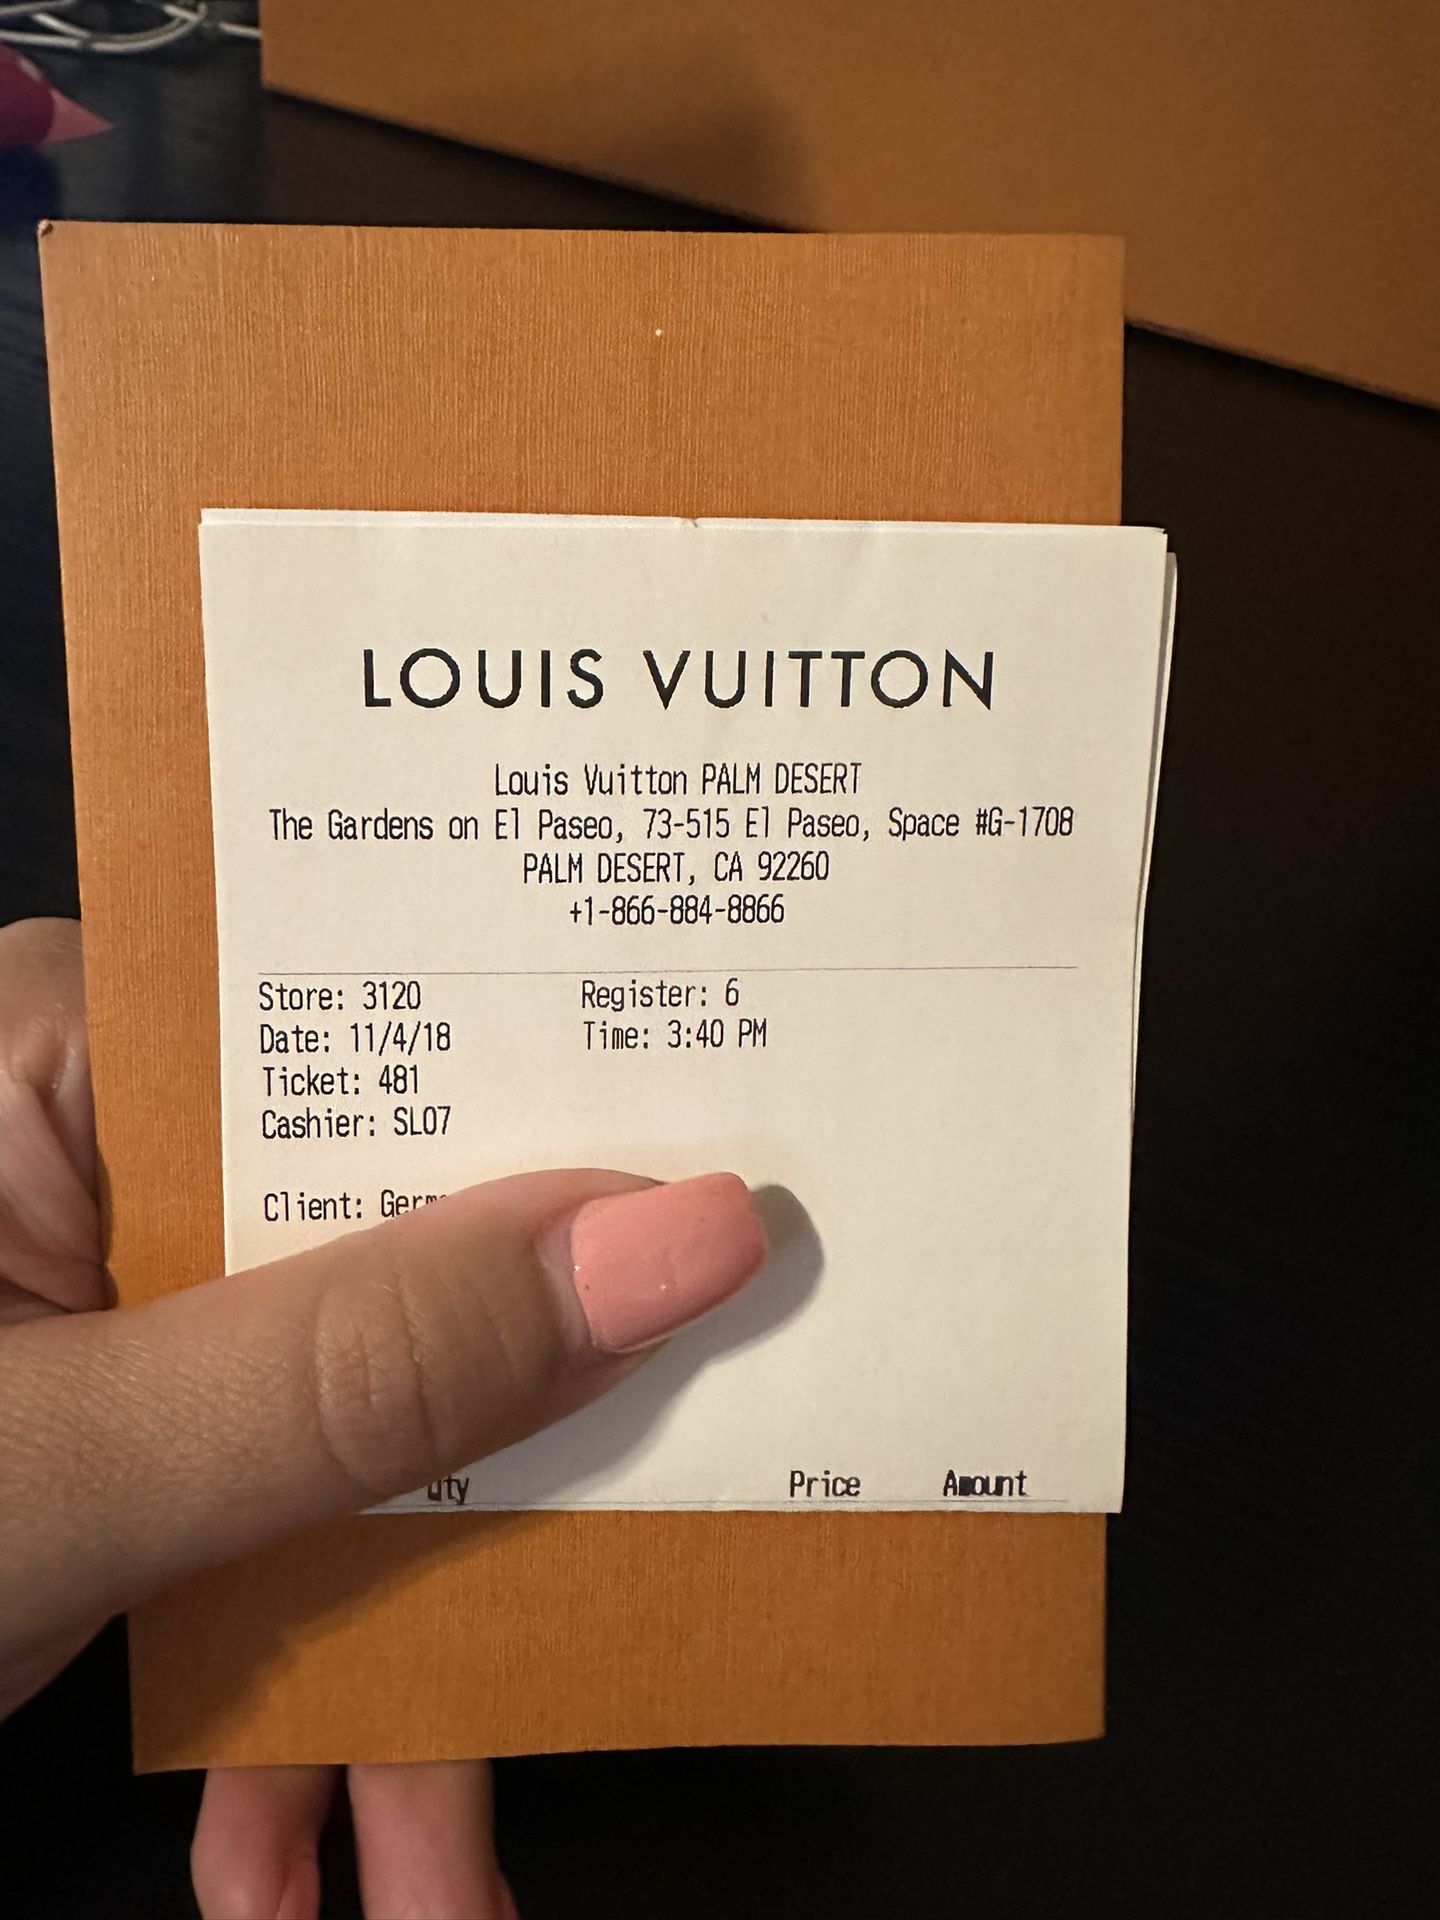 LOUIS VUITTON
Louis Vuitton PALM DESERT
The Gardens on El Paseo, 73-515 El Paseo, Space #G-1708
PALM DESERT, CA 92260
+1-866-884-8866
Store: 3120 Register: 6
Date: 11/4/18 Time: 3:40 PM
Ticket: 481
Cashier: SL07
Client:
Qty Price Amount